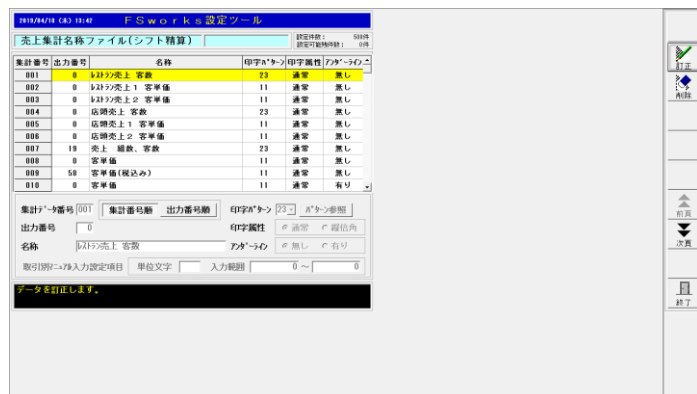 2019/04/10 (水) 13:42 FSworks設定ツール
売上集計名称ファイル(シフト精算)
設定件数: 500件
設定可能残件数: 0件
集計番号 出力番号 名称 印字パターン 印字属性 アンダーライン
001 0 レストラン売上 客数 23 通常 無し
002 0 レストラン売上1 客単価 11 通常 無し
003 0 レストラン売上2 客単価 11 通常 無し
004 0 店頭売上 客数 23 通常 無し
005 0 店頭売上1 客単価 11 通常 無し
006 0 店頭売上2 客単価 11 通常 無し
007 19 売上 組数、客数 23 通常 無し
008 0 客単価 11 通常 無し
009 58 客単価(税込み) 11 通常 無し
010 0 客単価 11 通常 有り
集計データ番号 001 集計番号順 出力番号順 印字パターン 23 パターン参照
出力番号 0 印字属性 通常 縦倍角
名称 レストラン売上 客数 アンダーライン 無し 有り
取引別マニュアル入力設定項目 単位文字 入力範囲 0 ～ 0
データを訂正します。
訂正
削除
前頁
次頁
終了